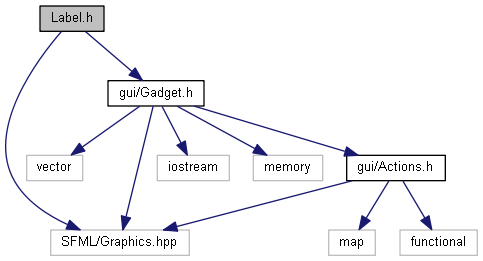 Label.h
gui/Gadget.h
vector
iostream
memory
gui/Actions.h
SFML/Graphics.hpp
map
functional